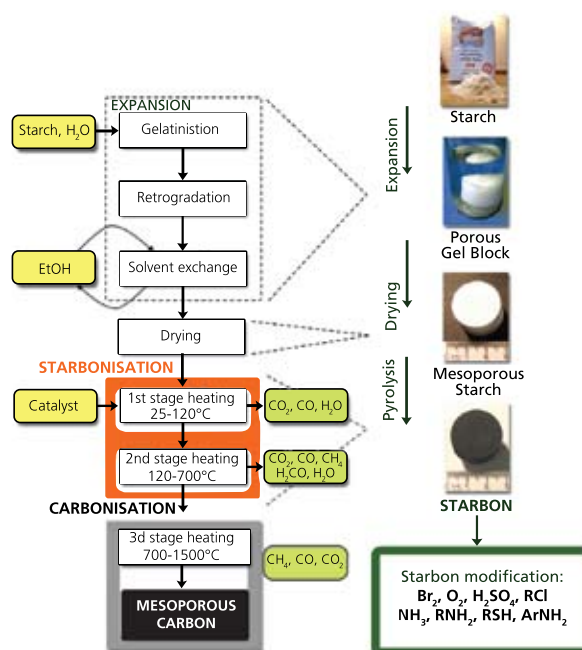 EXPANSION
Starch, H₂O
Gelatinistion
Retrogradation
EtOH
Solvent exchange
Drying
STARBONISATION
Catalyst
1st stage heating
25-120°C
CO₂, CO, H₂O
2nd stage heating
120-700°C
CO₂, CO, CH₄
H₂CO, H₂O
CARBONISATION
3d stage heating
700-1500°C
CH₄, CO, CO₂
MESOPOROUS
CARBON
Expansion
Drying
Pyrolysis
Starch
Porous
Gel Block
Mesoporous
Starch
STARBON
Starbon modification:
Br₂, O₂, H₂SO₄, RCl
NH₃, RNH₂, RSH, ArNH₂